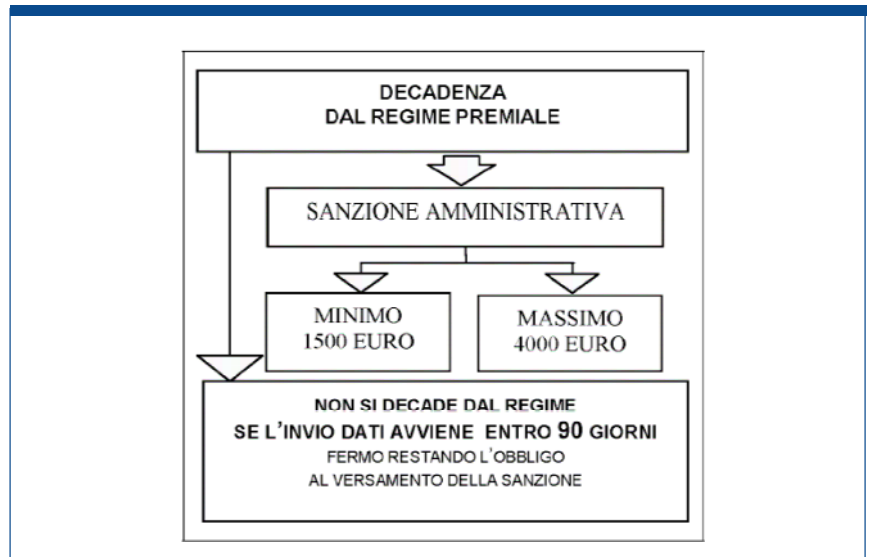 DECADENZA
DAL REGIME PREMIALE
SANZIONE AMMINISTRATIVA
MINIMO
1500 EURO
MASSIMO
4000 EURO
NON SI DECADE DAL REGIME
SE L'INVIO DATI AVVIENE ENTRO 90 GIORNI
FERMO RESTANDO L'OBBLIGO
AL VERSAMENTO DELLA SANZIONE